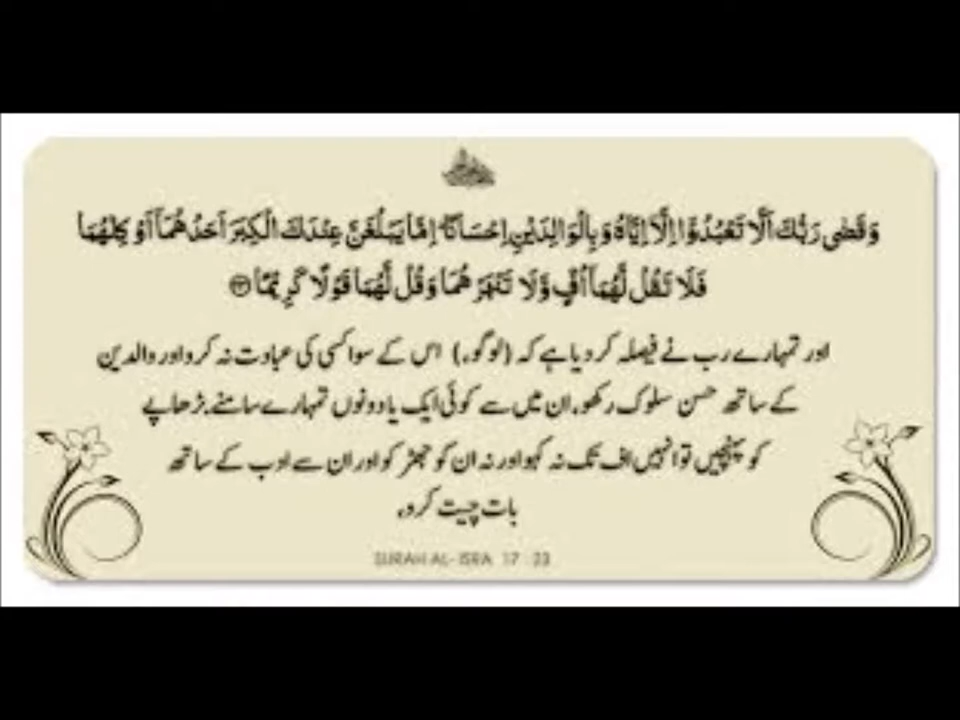 وَقَضٰى رَبُّكَ اَلَّا تَعْبُدُوْۤا اِلَّاۤ اِيَّاهُ وَبِالْوَالِدَيْنِ اِحْسَانًا ؕ اِمَّا يَبْلُغَنَّ عِنْدَكَ الْكِبَرَ اَحَدُهُمَاۤ اَوْ كِلٰهُمَا
فَلَا تَقُلْ لَّهُمَاۤ اُفٍّ وَّلَا تَنْهَرْهُمَا وَقُلْ لَّهُمَا قَوْلًا كَرِيْمًا ۲۳
اور تمہارے رب نے فیصلہ کر دیا ہے کہ (لوگو،) اس کے سوا کسی کی عبادت نہ کرو اور والدین
کے ساتھ حسن سلوک رکھو، ان میں سے کوئی ایک یا دونوں تمہارے سامنے بڑھاپے
کو پہنچیں تو انہیں اف تک نہ کہو اور نہ ان کو جھڑکو اور ان سے ادب کے ساتھ
بات چیت کرو،
SURAH AL-ISRA 17 : 23